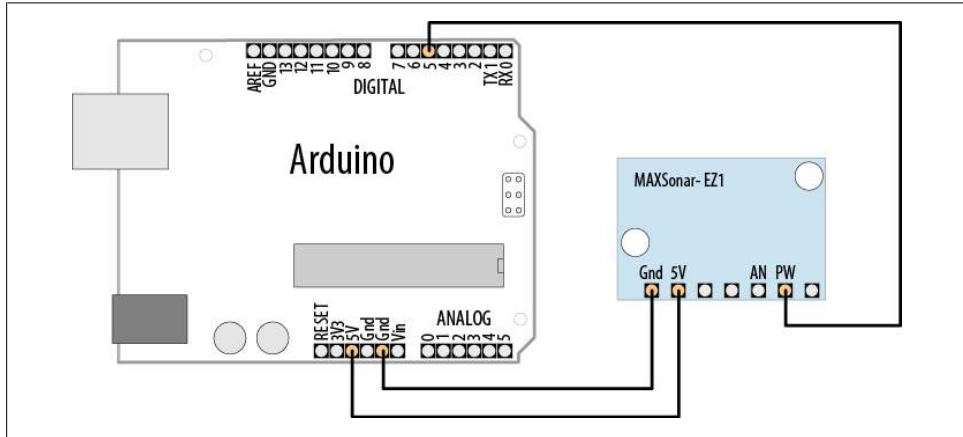 AREF
GND
13
12
11
10
9
8
7
6
5
4
3
2
TX 1
RX 0
DIGITAL
Arduino
MAXSonar- EZ1
Gnd 5V AN PW
RESET
3V3
5V
Gnd
Gnd
Vin
ANALOG
0
1
2
3
4
5